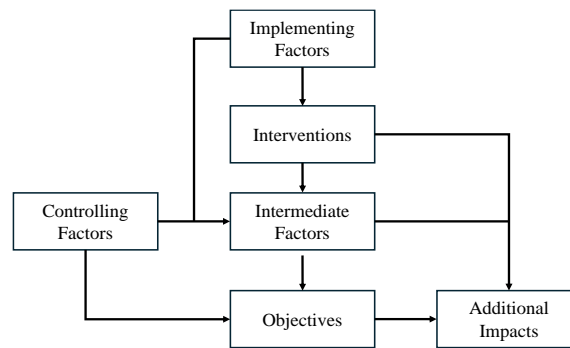 Implementing
Factors
Interventions
Controlling
Factors
Intermediate
Factors
Objectives
Additional
Impacts